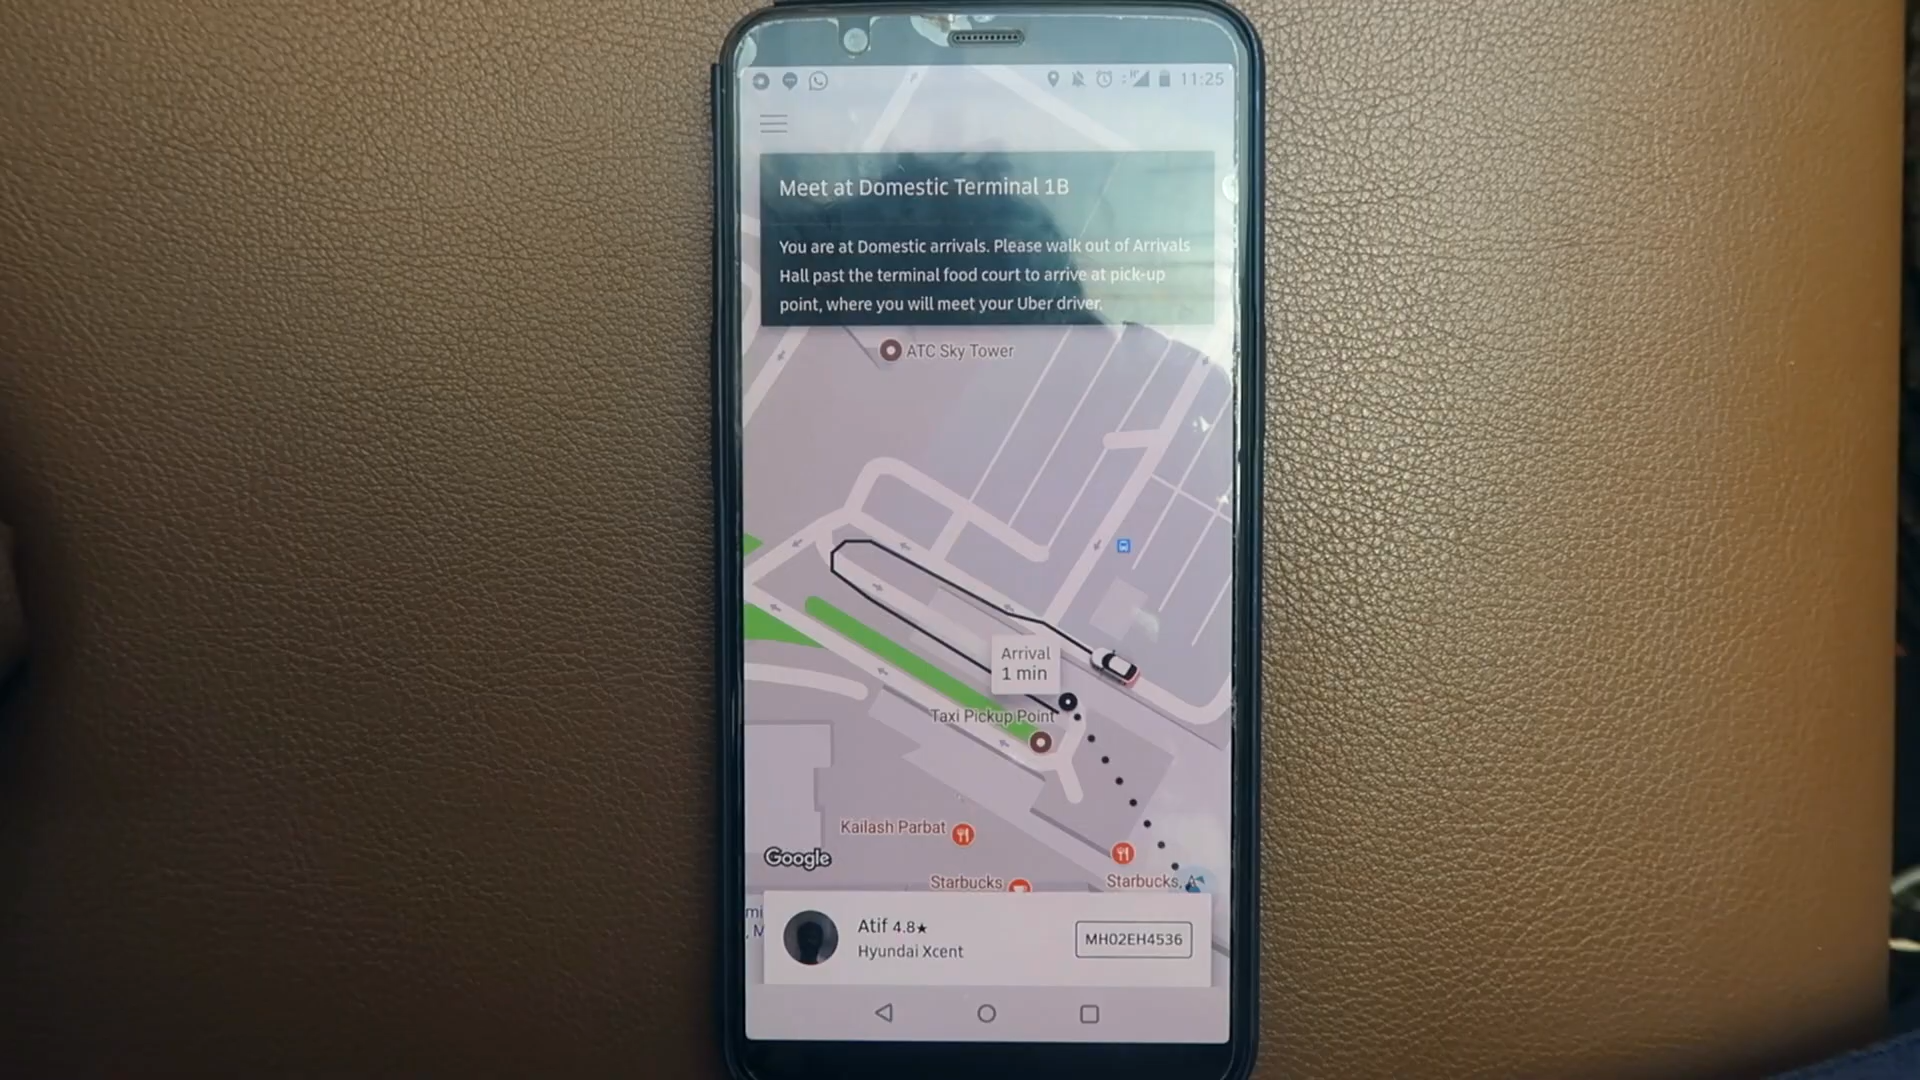 11:25
Meet at Domestic Terminal 1B
You are at Domestic arrivals. Please walk out of Arrivals
Hall past the terminal food court to arrive at pick-up
point, where you will meet your Uber driver.
ATC Sky Tower
Arrival
1 min
Taxi Pickup Point
Kailash Parbat
Google
Starbucks
Starbucks,
Atif 4.8★
Hyundai Xcent
MH02EH4536